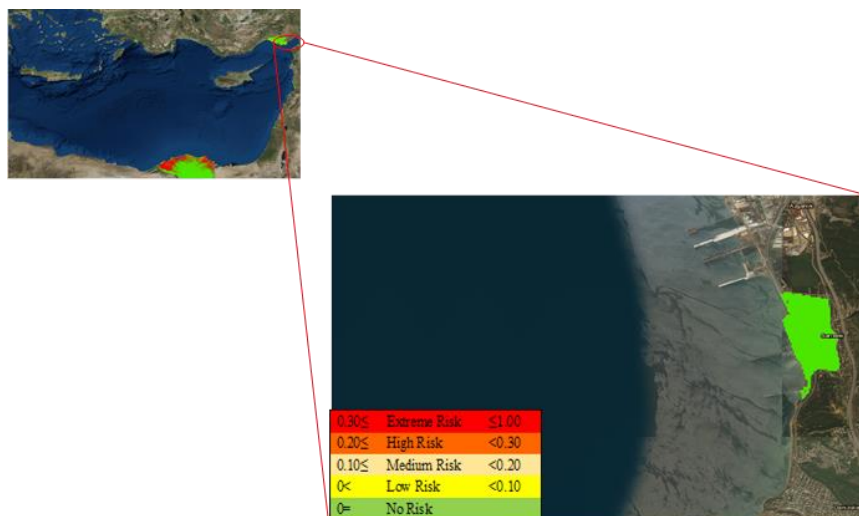 0.30≤ Extreme Risk ≤1.00
0.20≤ High Risk <0.30
0.10≤ Medium Risk <0.20
0< Low Risk <0.10
0= No Risk